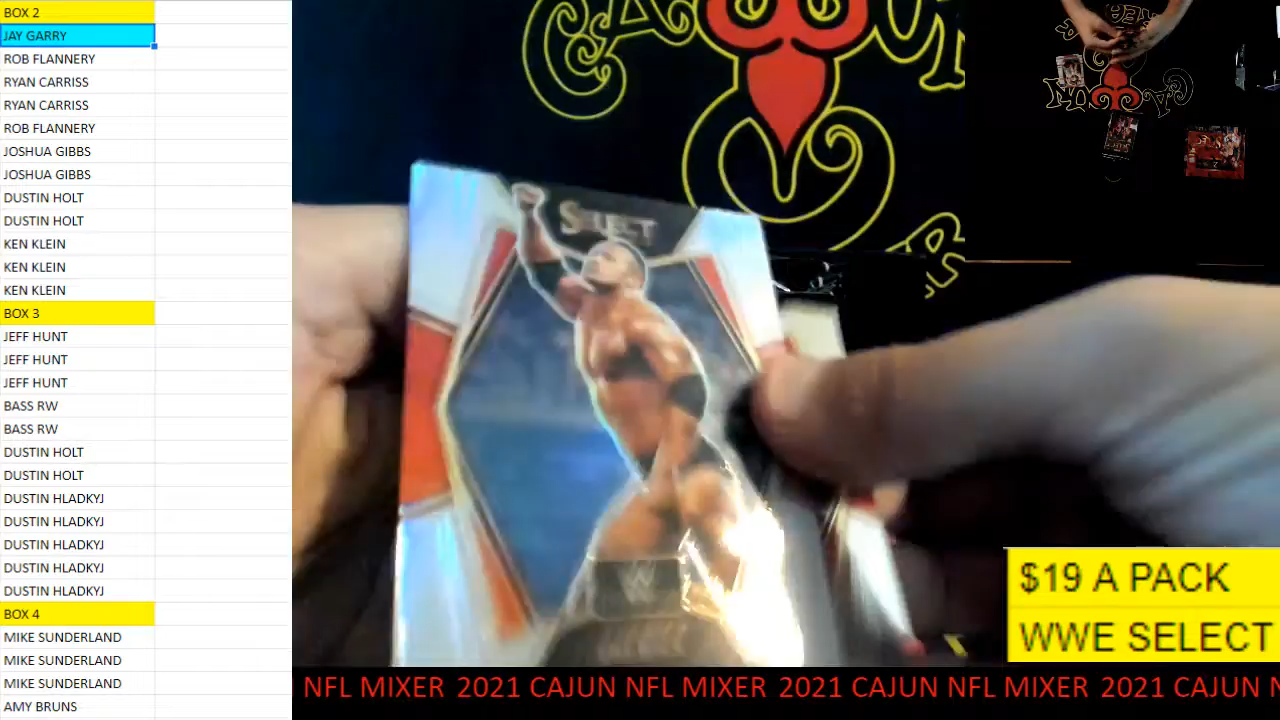 BOX 2
JAY GARRY
ROB FLANNERY
RYAN CARRISS
RYAN CARRISS
ROB FLANNERY
JOSHUA GIBBS
JOSHUA GIBBS
DUSTIN HOLT
DUSTIN HOLT
KEN KLEIN
KEN KLEIN
KEN KLEIN
BOX 3
JEFF HUNT
JEFF HUNT
JEFF HUNT
BASS RW
BASS RW
DUSTIN HOLT
DUSTIN HOLT
DUSTIN HLADKYJ
DUSTIN HLADKYJ
DUSTIN HLADKYJ
DUSTIN HLADKYJ
DUSTIN HLADKYJ
BOX 4
MIKE SUNDERLAND
MIKE SUNDERLAND
MIKE SUNDERLAND
AMY BRUNS
SELECT
$19 A PACK
WWE SELECT
NFL MIXER 2021 CAJUN NFL MIXER 2021 CAJUN NFL MIXER 2021 CAJUN